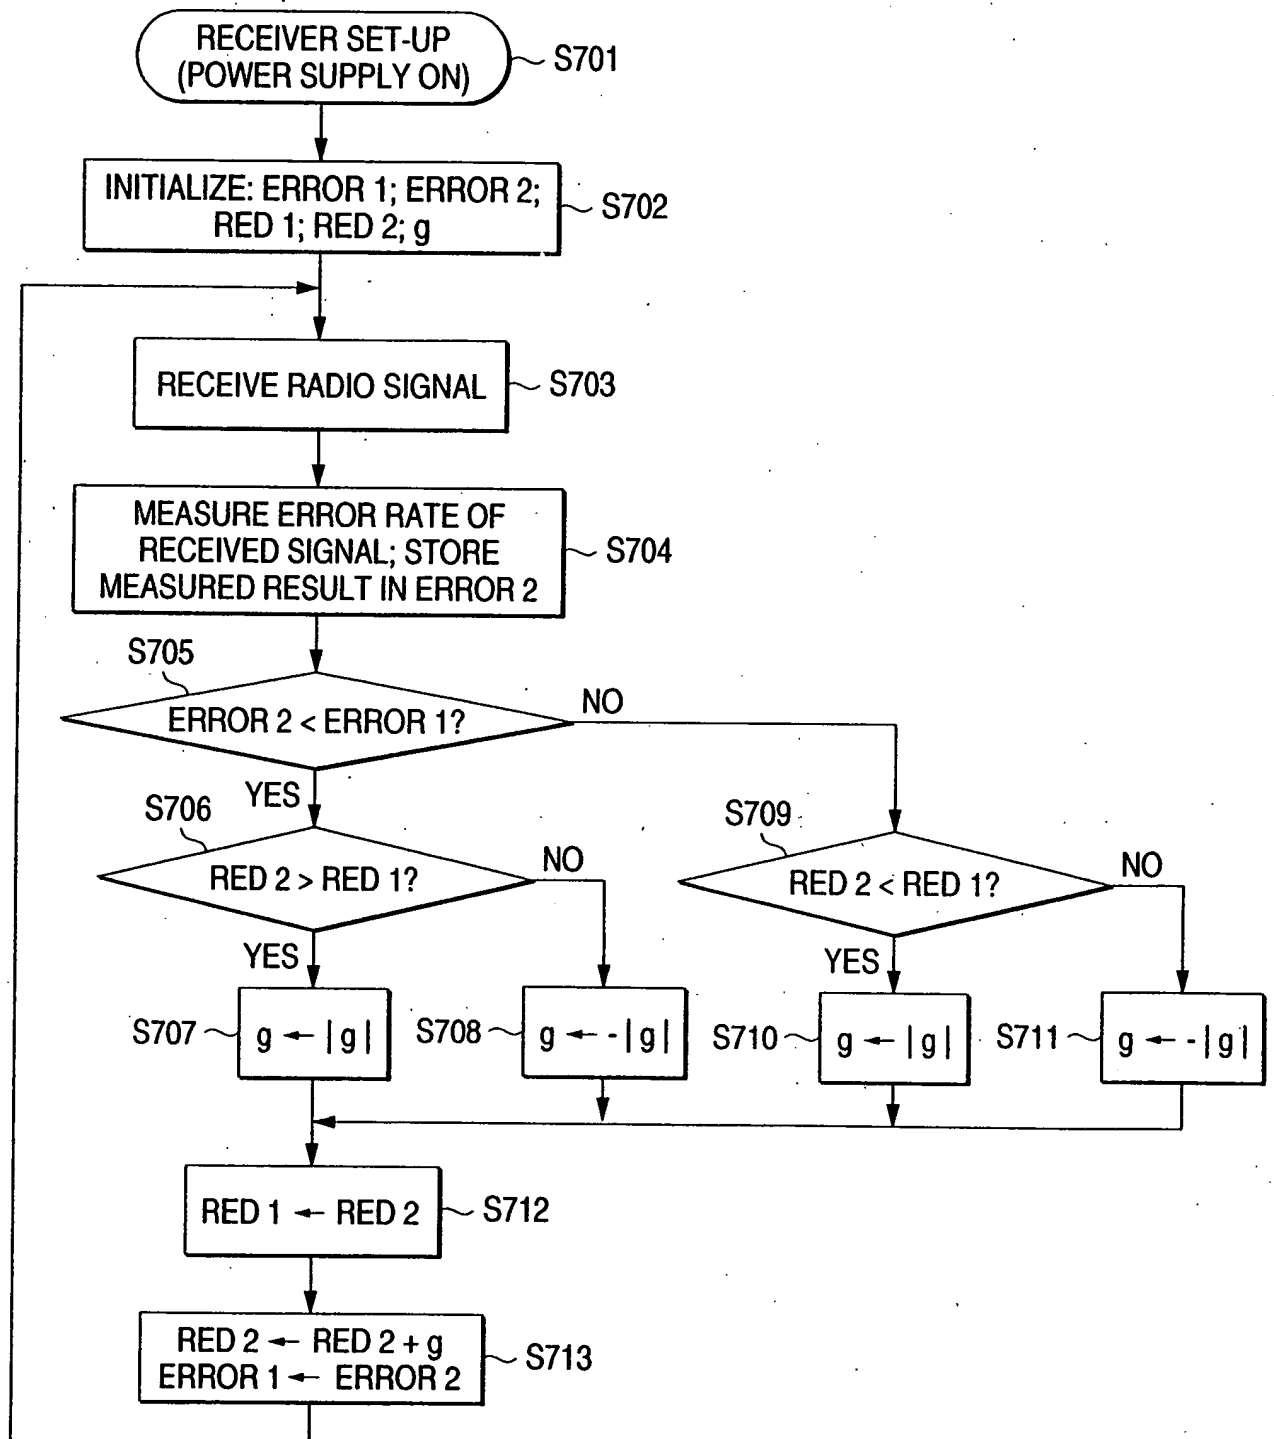 RECEIVER SET-UP
(POWER SUPPLY ON)
S701
INITIALIZE: ERROR 1; ERROR 2;
RED 1; RED 2; g
S702
RECEIVE RADIO SIGNAL
S703
MEASURE ERROR RATE OF
RECEIVED SIGNAL; STORE
MEASURED RESULT IN ERROR 2
S704
S705
ERROR 2 < ERROR 1?
NO
YES
S706
RED 2 > RED 1?
NO
YES
S709
RED 2 < RED 1?
NO
YES
S707
g ← |g|
S708
g ← -|g|
S710
g ← |g|
S711
g ← -|g|
RED 1 ← RED 2
S712
RED 2 ← RED 2 + g
ERROR 1 ← ERROR 2
S713